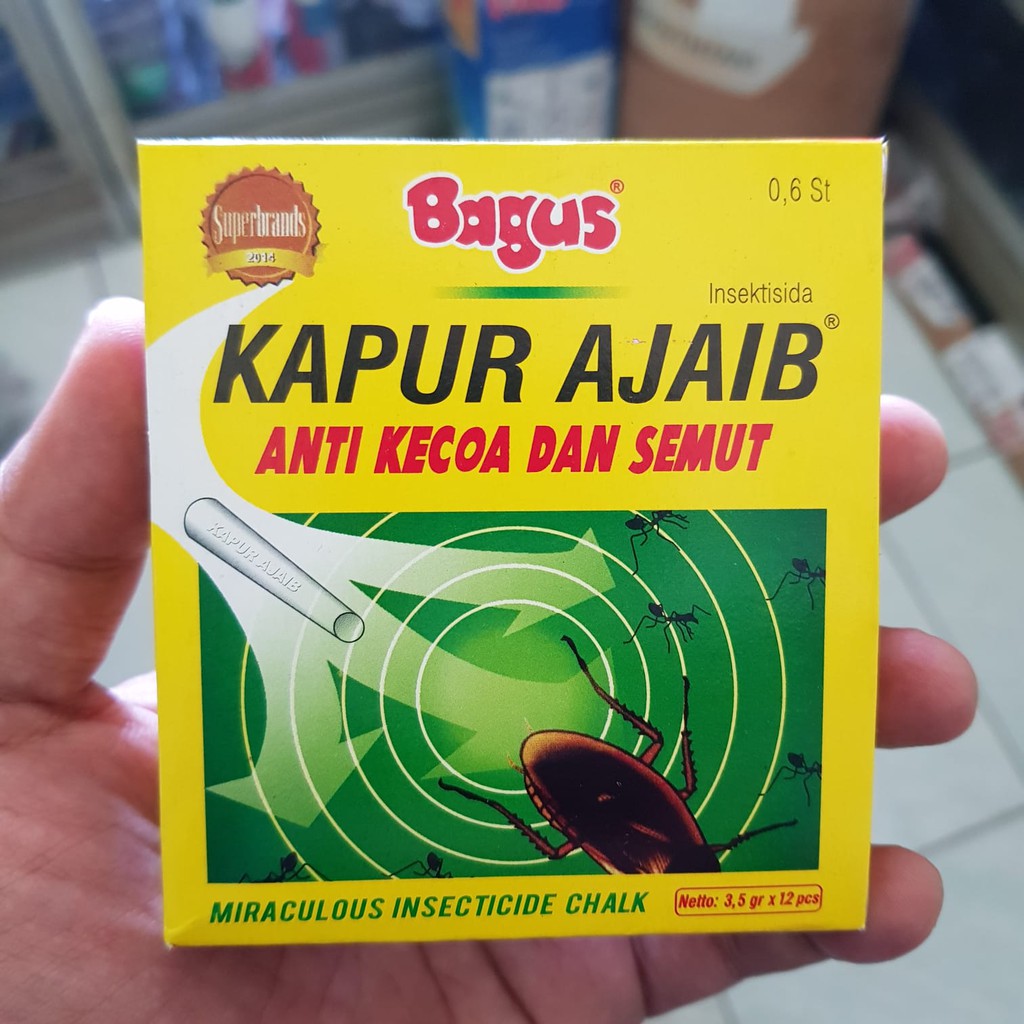 Superbrands
2014
Bagus®
0,6 St
Insektisida
KAPUR AJAIB®
ANTI KECOA DAN SEMUT
KAPUR AJAIB
MIRACULOUS INSECTICIDE CHALK
Netto: 3,5 gr x 12 pcs